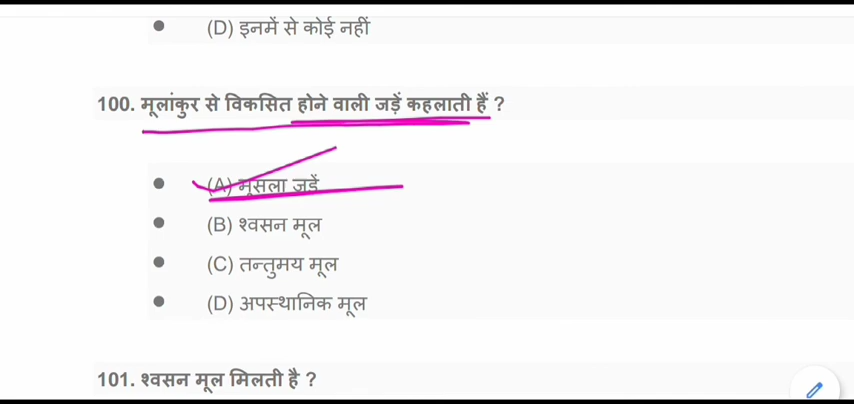 (D) इनमें से कोई नहीं
100. मूलांकुर से विकसित होने वाली जड़ें कहलाती हैं ?
(A) मूसला जड़ें
(B) श्वसन मूल
(C) तन्तुमय मूल
(D) अपस्थानिक मूल
101. श्वसन मूल मिलती है ?